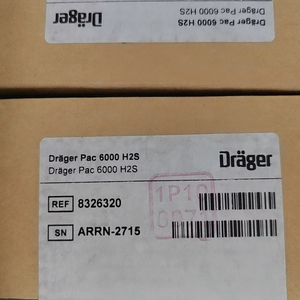 Dräger Pac 6000 H2S
Dräger Pac 6000 H2S
Dräger
Dräger Pac 6000 H2S
Dräger Pac 6000 H2S
Dräger
REF 8326320
SN ARRN-2715
1P19